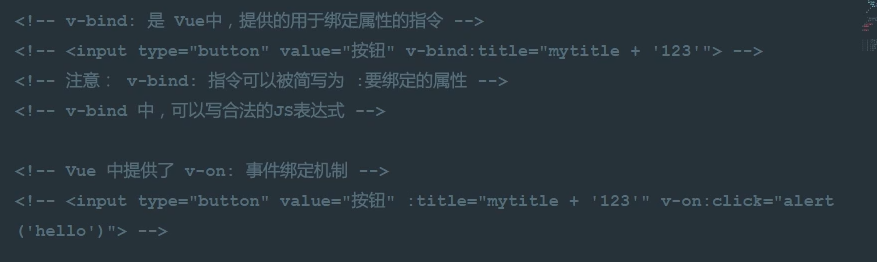 <!-- v-bind: 是 Vue中，提供的用于绑定属性的指令 -->
<!-- <input type="button" value="按钮" v-bind:title="mytitle + '123'"> -->
<!-- 注意： v-bind: 指令可以被简写为 :要绑定的属性 -->
<!-- v-bind 中，可以写合法的JS表达式 -->
<!-- Vue 中提供了 v-on: 事件绑定机制 -->
<!-- <input type="button" value="按钮" :title="mytitle + '123'" v-on:click="alert
('hello')"> -->